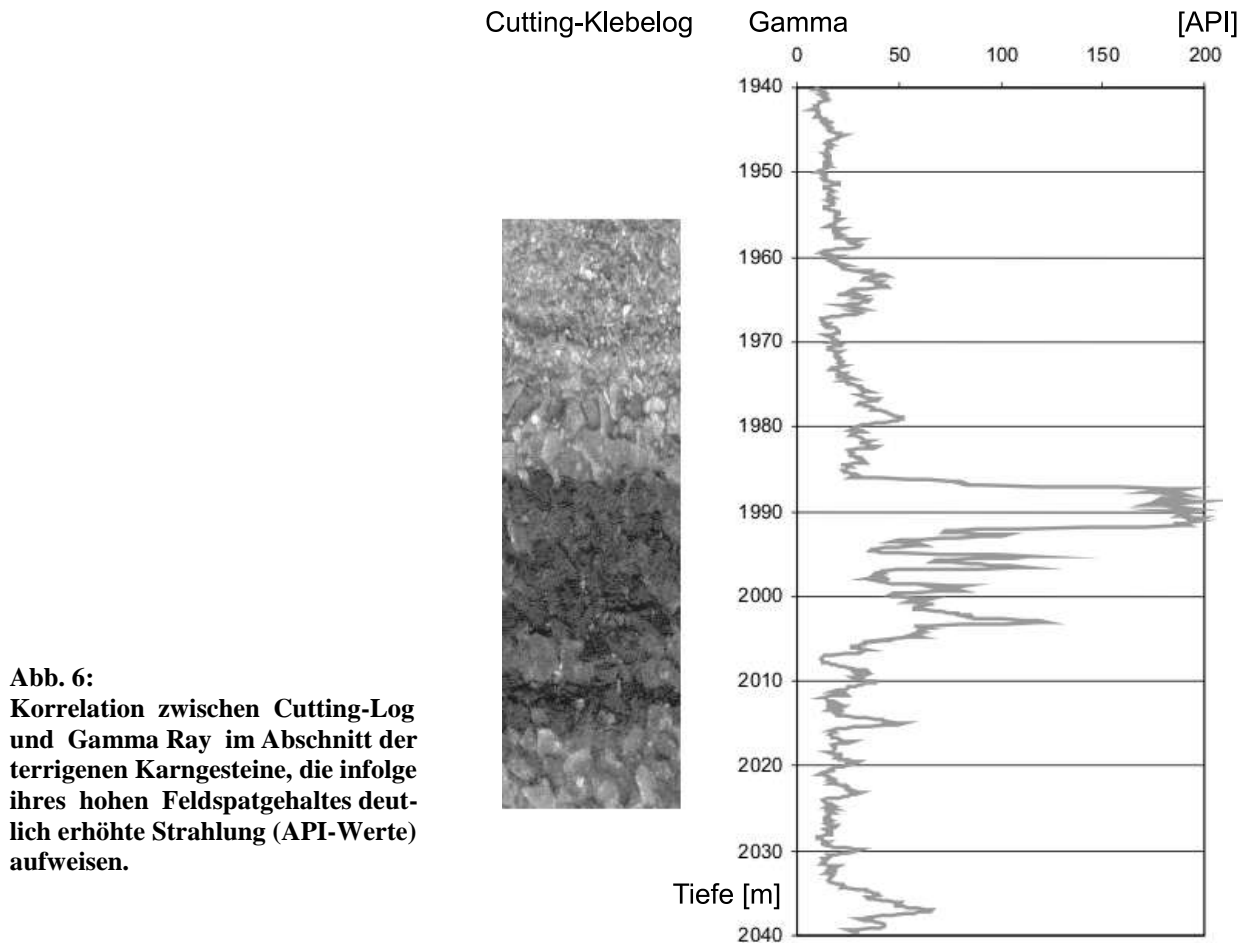 Cutting-Klebelog Gamma [API]
0 50 100 150 200
1940
1950
1960
1970
1980
1990
2000
2010
2020
2030
2040
Tiefe [m]
Abb. 6:
Korrelation zwischen Cutting-Log
und Gamma Ray im Abschnitt der
terrigenen Karngesteine, die infolge
ihres hohen Feldspatgehaltes deut-
lich erhöhte Strahlung (API-Werte)
aufweisen.